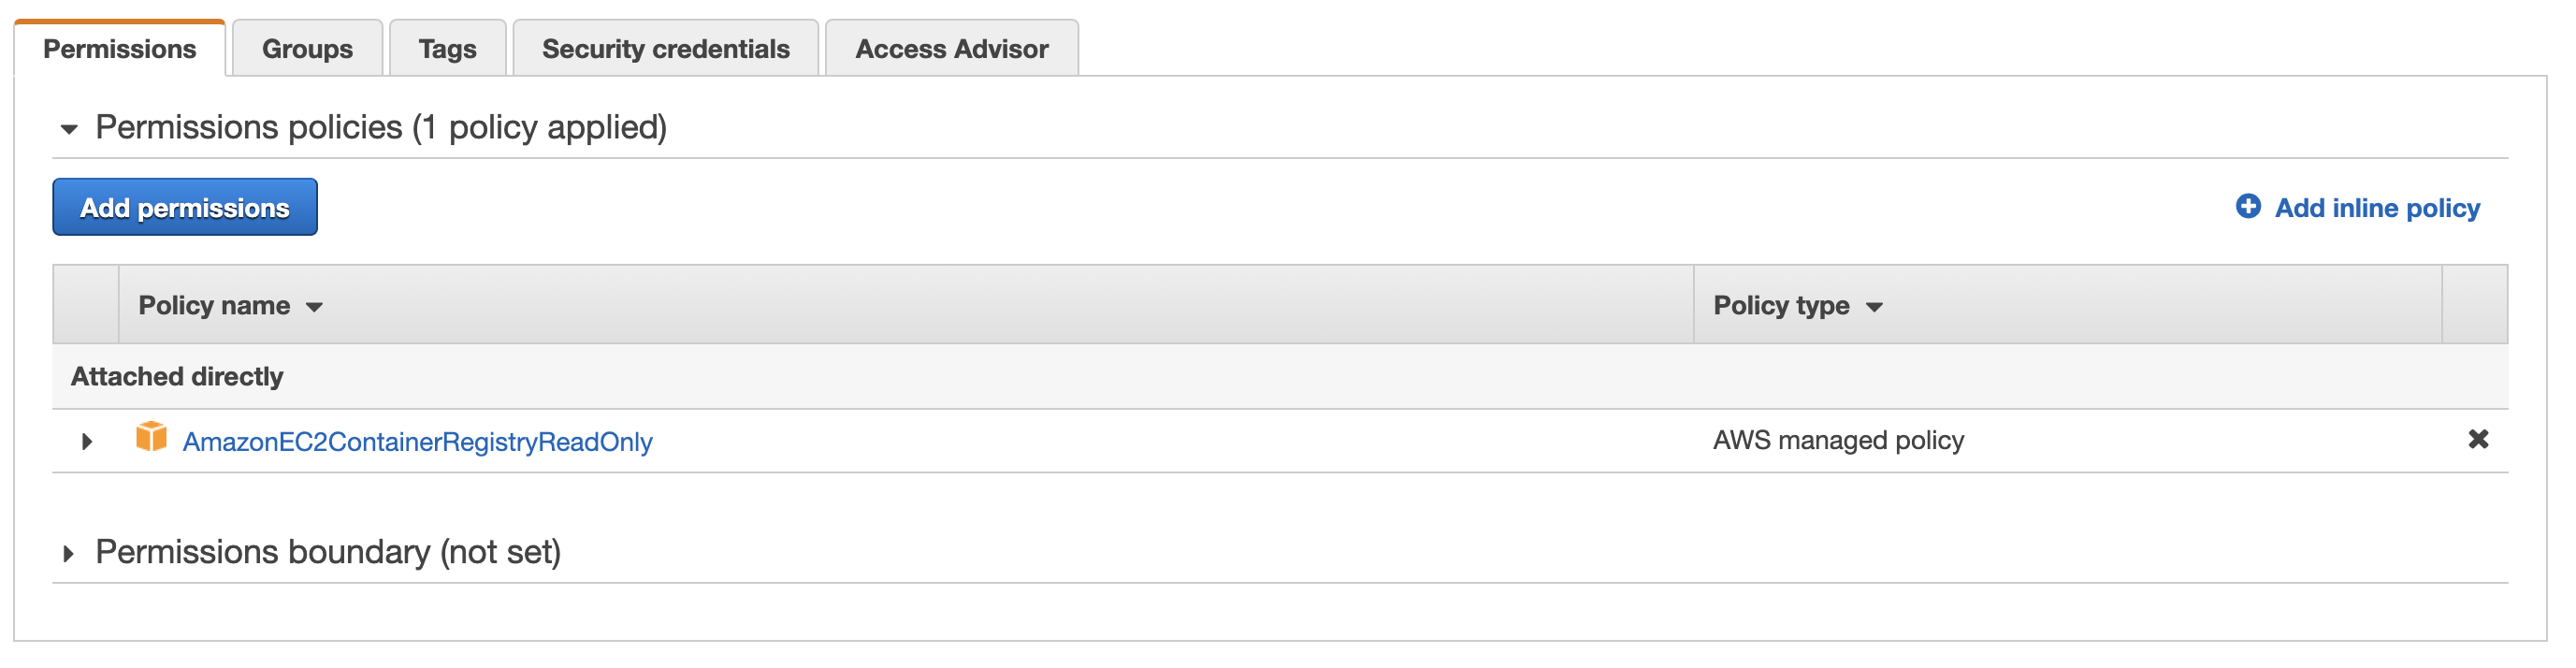 Permissions Groups Tags Security credentials Access Advisor
Permissions policies (1 policy applied)
Add permissions Add inline policy
Policy name Policy type
Attached directly
AmazonEC2ContainerRegistryReadOnly AWS managed policy
Permissions boundary (not set)